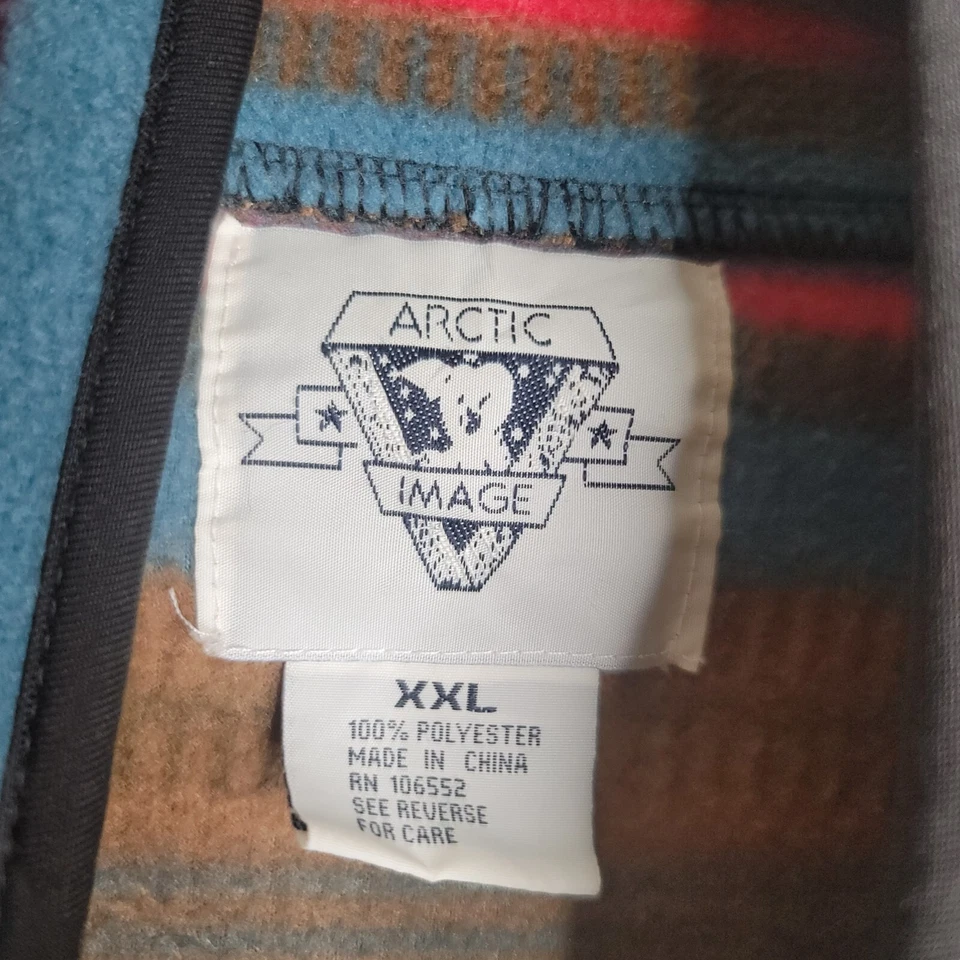 ARCTIC
IMAGE
XXL
100% POLYESTER
MADE IN CHINA
RN 106552
SEE REVERSE
FOR CARE